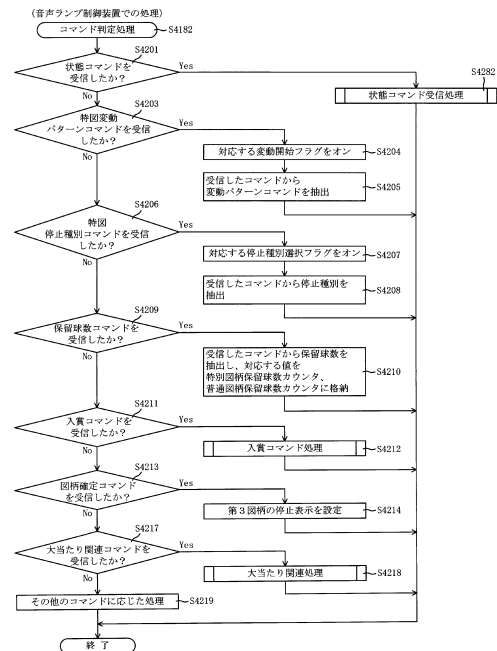 (音声ランプ制御装置での処理)
コマンド判定処理
S4182
S4201
状態コマンドを
受信したか？
Yes
No
S4282
状態コマンド受信処理
S4203
特図変動
パターンコマンドを受信
したか？
Yes
No
対応する変動開始フラグをオン
S4204
受信したコマンドから
変動パターンコマンドを抽出
S4205
S4206
特図
停止種別コマンドを受信
したか？
Yes
No
対応する停止種別選択フラグをオン
S4207
受信したコマンドから停止種別を
抽出
S4208
S4209
保留球数コマンドを
受信したか？
Yes
No
受信したコマンドから保留球数を
抽出し、対応する値を
特別図柄保留球数カウンタ、
普通図柄保留球数カウンタに格納
S4210
S4211
入賞コマンドを
受信したか？
Yes
No
入賞コマンド処理
S4212
S4213
図柄確定コマンド
を受信したか？
Yes
No
第３図柄の停止表示を設定
S4214
S4217
大当たり関連コマンドを
受信したか？
Yes
No
大当たり関連処理
S4218
その他のコマンドに応じた処理
S4219
終了